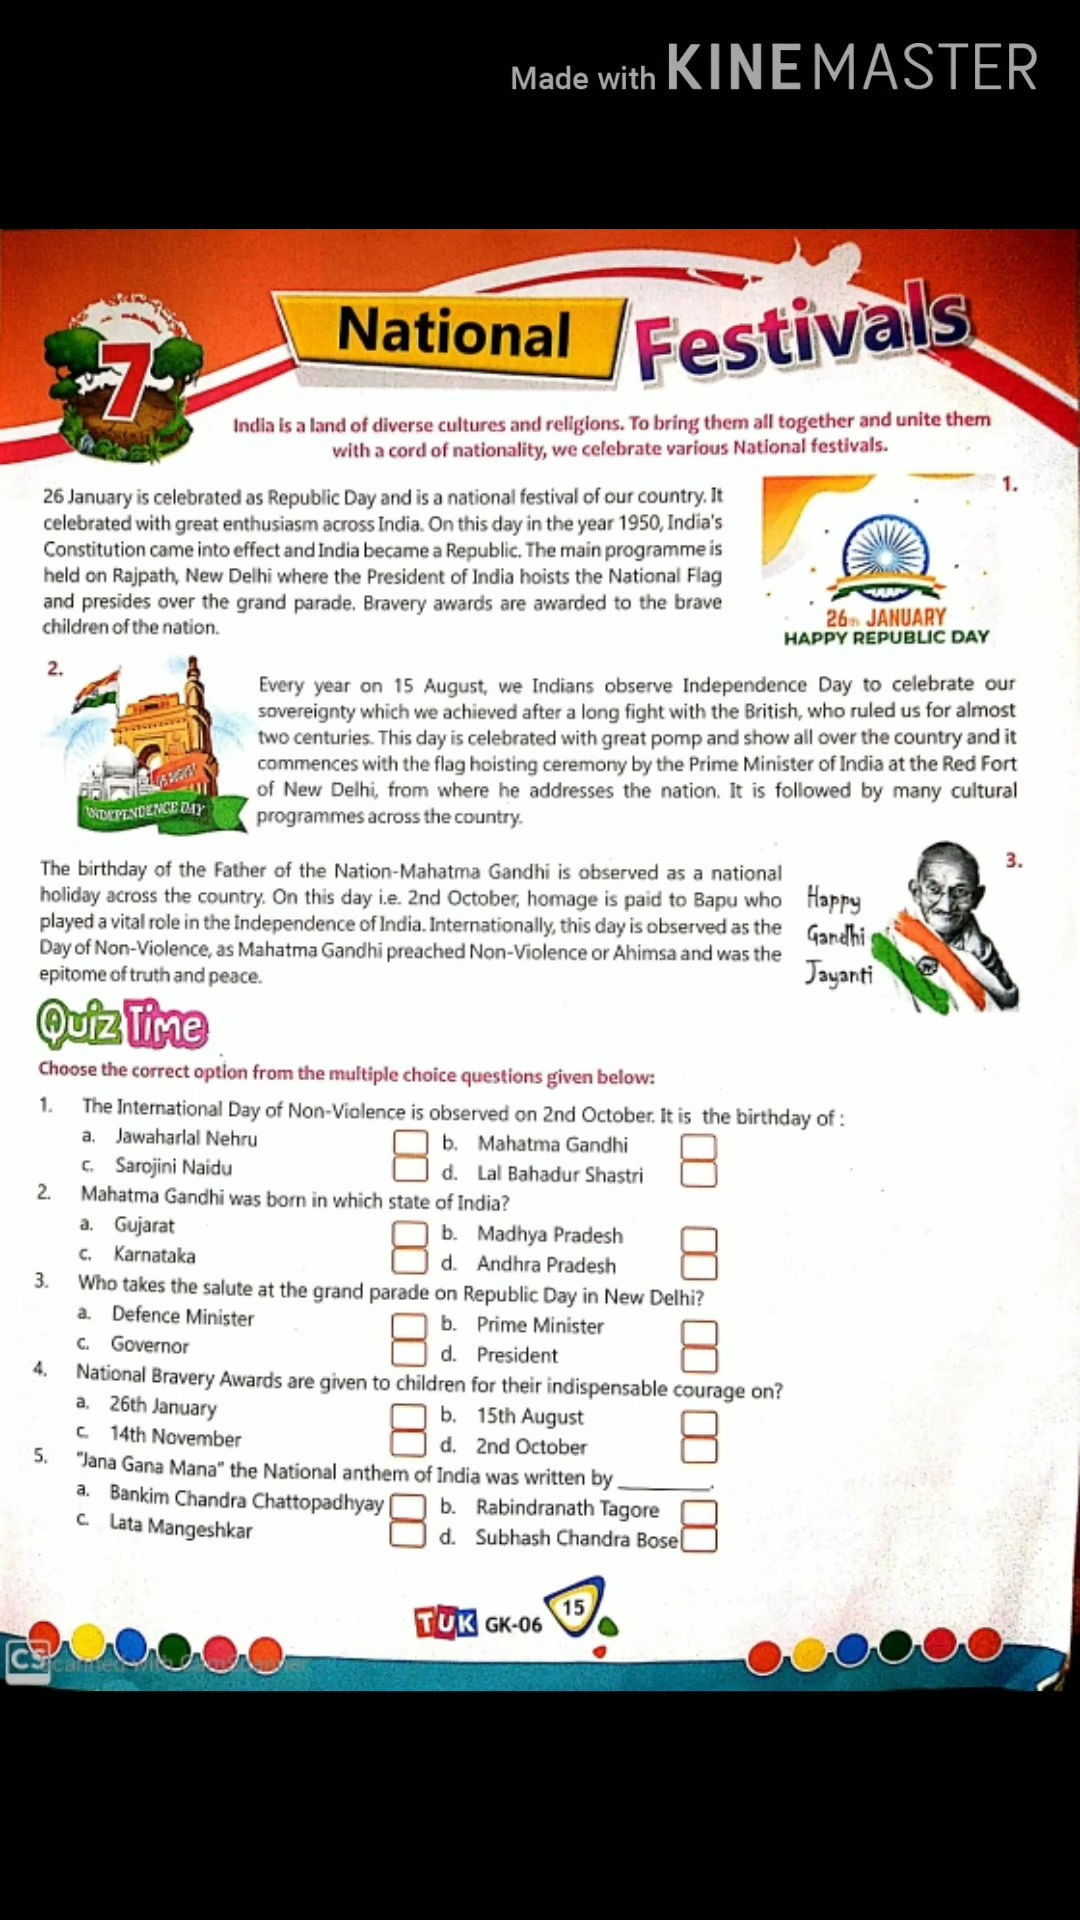 Made with KINEMASTER
7
National Festivals
India is a land of diverse cultures and religions. To bring them all together and unite them
with a cord of nationality, we celebrate various National festivals.
26 January is celebrated as Republic Day and is a national festival of our country. It
celebrated with great enthusiasm across India. On this day in the year 1950, India's
Constitution came into effect and India became a Republic. The main programme is
held on Rajpath, New Delhi where the President of India hoists the National Flag
and presides over the grand parade. Bravery awards are awarded to the brave
children of the nation.
1.
26th JANUARY
HAPPY REPUBLIC DAY
2.
INDEPENDENCE DAY
Every year on 15 August, we Indians observe Independence Day to celebrate our
sovereignty which we achieved after a long fight with the British, who ruled us for almost
two centuries. This day is celebrated with great pomp and show all over the country and it
commences with the flag hoisting ceremony by the Prime Minister of India at the Red Fort
of New Delhi, from where he addresses the nation. It is followed by many cultural
programmes across the country.
The birthday of the Father of the Nation-Mahatma Gandhi is observed as a national
holiday across the country. On this day i.e. 2nd October, homage is paid to Bapu who
played a vital role in the Independence of India. Internationally, this day is observed as the
Day of Non-Violence, as Mahatma Gandhi preached Non-Violence or Ahimsa and was the
epitome of truth and peace.
3.
Happy
Gandhi
Jayanti
Quiz Time
Choose the correct option from the multiple choice questions given below:
1. The International Day of Non-Violence is observed on 2nd October. It is the birthday of :
a. Jawaharlal Nehru b. Mahatma Gandhi
c. Sarojini Naidu d. Lal Bahadur Shastri
2. Mahatma Gandhi was born in which state of India?
a. Gujarat b. Madhya Pradesh
c. Karnataka d. Andhra Pradesh
3. Who takes the salute at the grand parade on Republic Day in New Delhi?
a. Defence Minister b. Prime Minister
c. Governor d. President
4. National Bravery Awards are given to children for their indispensable courage on?
a. 26th January b. 15th August
c. 14th November d. 2nd October
5. "Jana Gana Mana" the National anthem of India was written by __________.
a. Bankim Chandra Chattopadhyay b. Rabindranath Tagore
c. Lata Mangeshkar d. Subhash Chandra Bose
TUK GK-06 15
CS Scanned with CamScanner